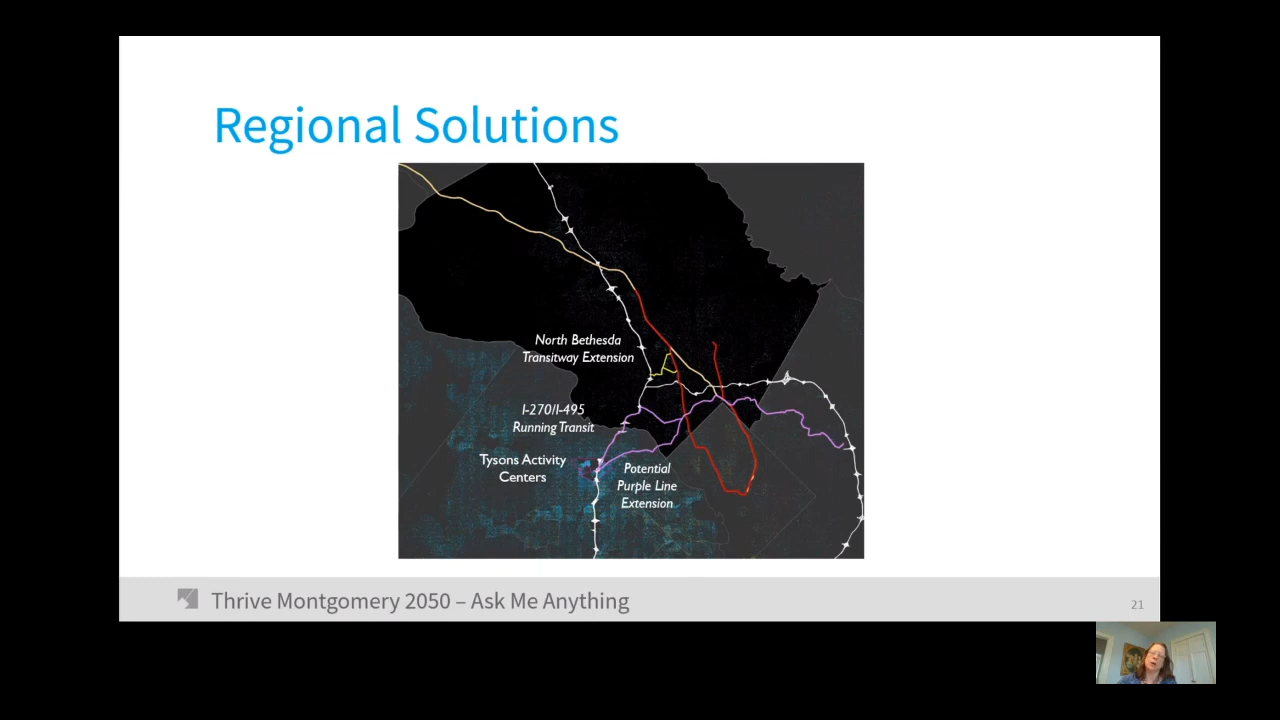 Regional Solutions
North Bethesda
Transitway Extension
I-270/I-495
Running Transit
Tysons Activity
Centers
Potential
Purple Line
Extension
Thrive Montgomery 2050 – Ask Me Anything
21